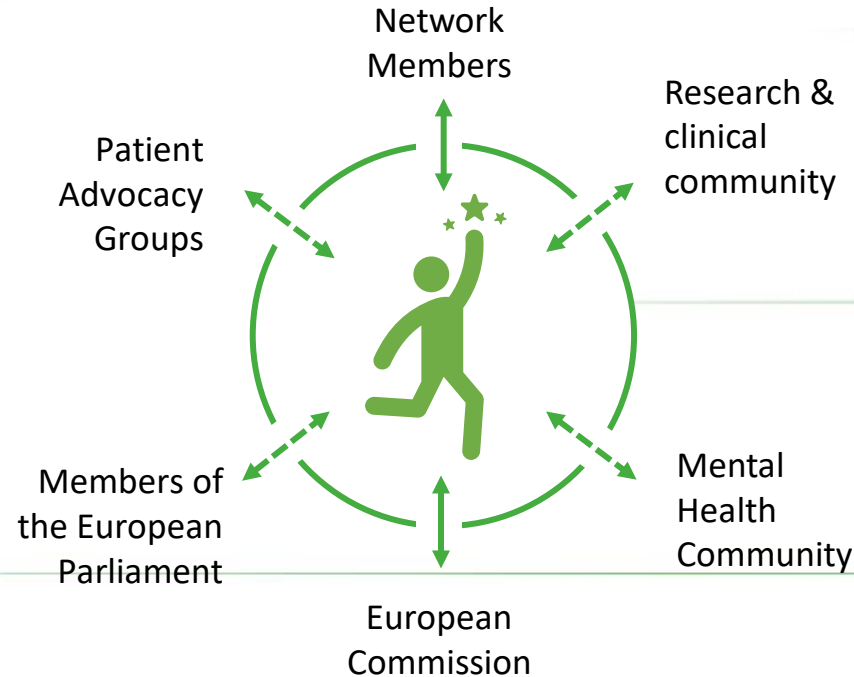 Network
Members
Research &
clinical
community
Patient
Advocacy
Groups
Members of
the European
Parliament
Mental
Health
Community
European
Commission